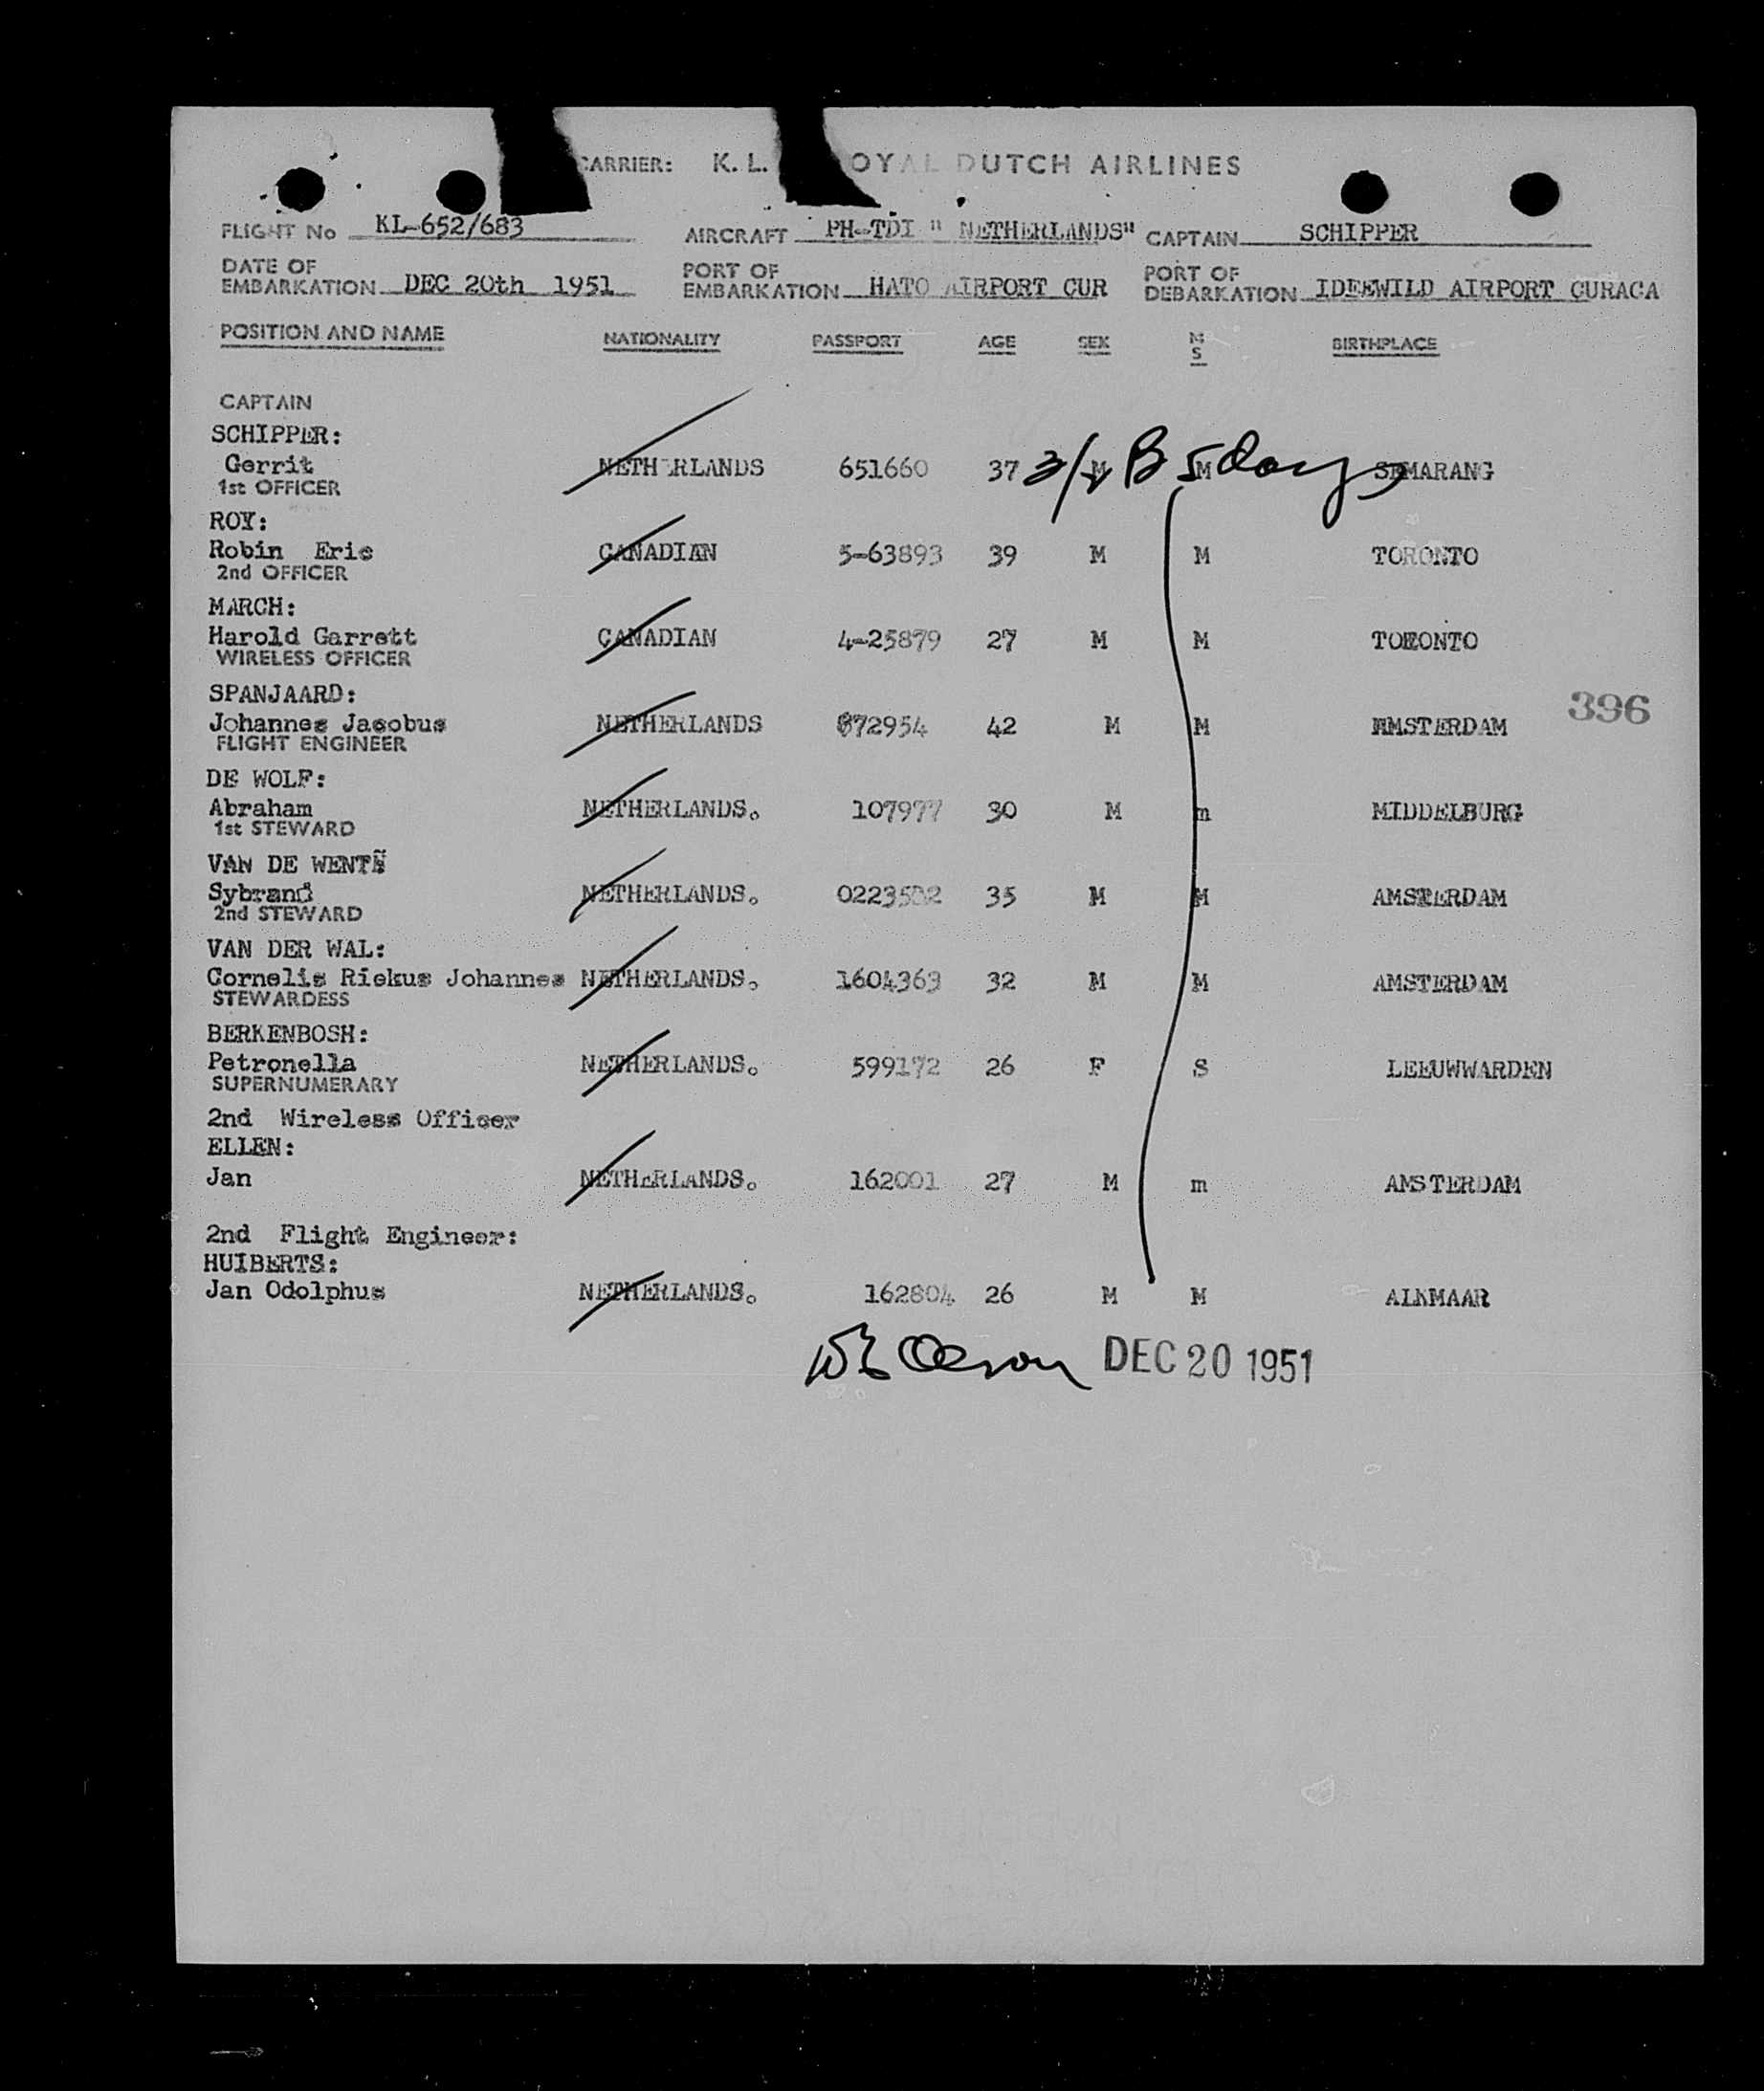 CARRIER: K. L. OYAL DUTCH AIRLINES
FLIGHT No KL-652/683 AIRCRAFT PH-TDI " NETHERLANDS" CAPTAIN SCHIPPER
DATE OF EMBARKATION DEC 20th 1951 PORT OF EMBARKATION HATO AIRPORT CUR PORT OF DEBARKATION IDEEWILD AIRPORT CURACA
POSITION AND NAME NATIONALITY PASSPORT AGE SEX M S BIRTHPLACE
CAPTAIN
SCHIPPER:
Gerrit NETHERLANDS 651660 37 M M SEMARANG
5 days
1st OFFICER
ROY:
Robin Eric CANADIAN 5-63893 39 M M TORONTO
2nd OFFICER
MARCH:
Harold Garrett CANADIAN 4-25879 27 M M TORONTO
WIRELESS OFFICER
SPANJAARD:
396
Johannes Jacobus NETHERLANDS 872954 42 M M AMSTERDAM
FLIGHT ENGINEER
DE WOLF:
Abraham NETHERLANDS. 107977 30 M m MIDDELBURG
1st STEWARD
VAN DE WENT
Sybrand NETHERLANDS. 35 M M AMSTERDAM
2nd STEWARD
VAN DER WAL:
Cornelis Riekus Johannes NETHERLANDS. 1604363 32 M M AMSTERDAM
STEWARDESS
BERKENBOSH:
Petronella NETHERLANDS. 599172 26 F S LEEUWWARDEN
SUPERNUMERARY
2nd Wireless Officer
ELLEN:
Jan NETHERLANDS. 162001 27 M m AMSTERDAM
2nd Flight Engineer:
HUIBERTS:
Jan Odolphus NETHERLANDS. 162804 26 M M ALKMAAR
DEC 20 1951